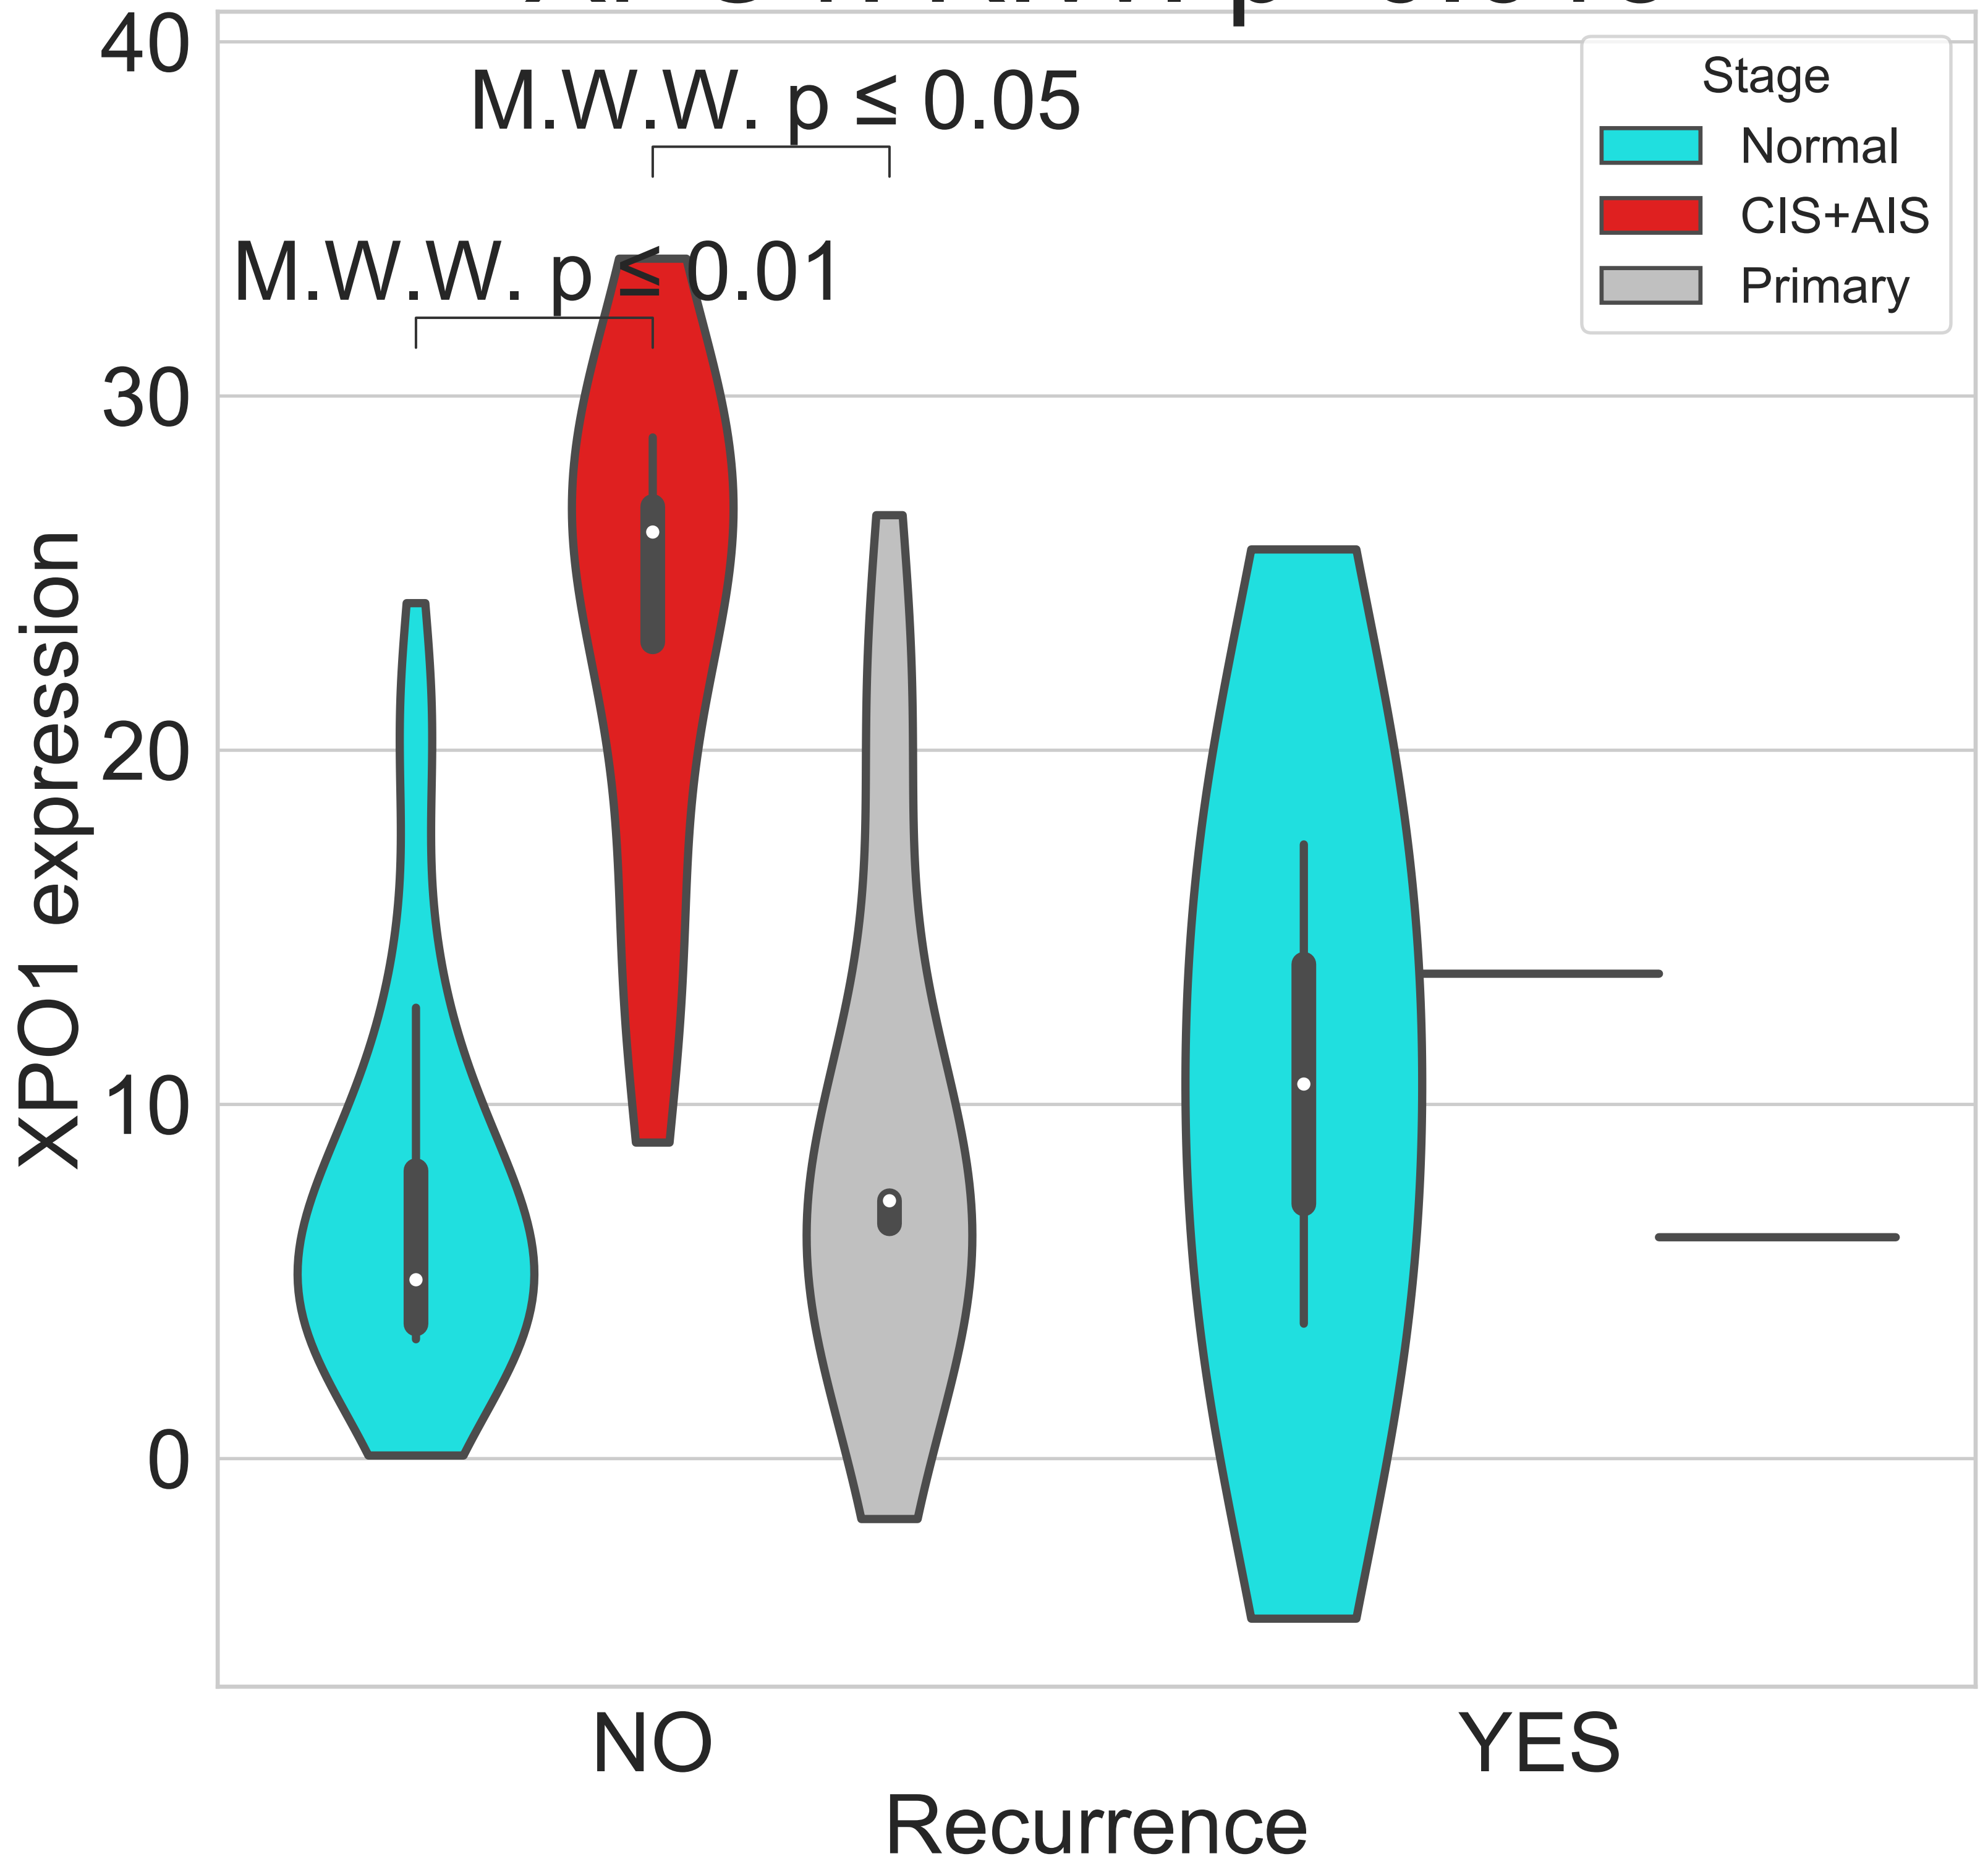 40
M.W.W. p ≤ 0.05
Stage
Normal
CIS+AIS
Primary
M.W.W. p ≤ 0.01
30
20
10
0
XPO1 expression
NO
YES
Recurrence